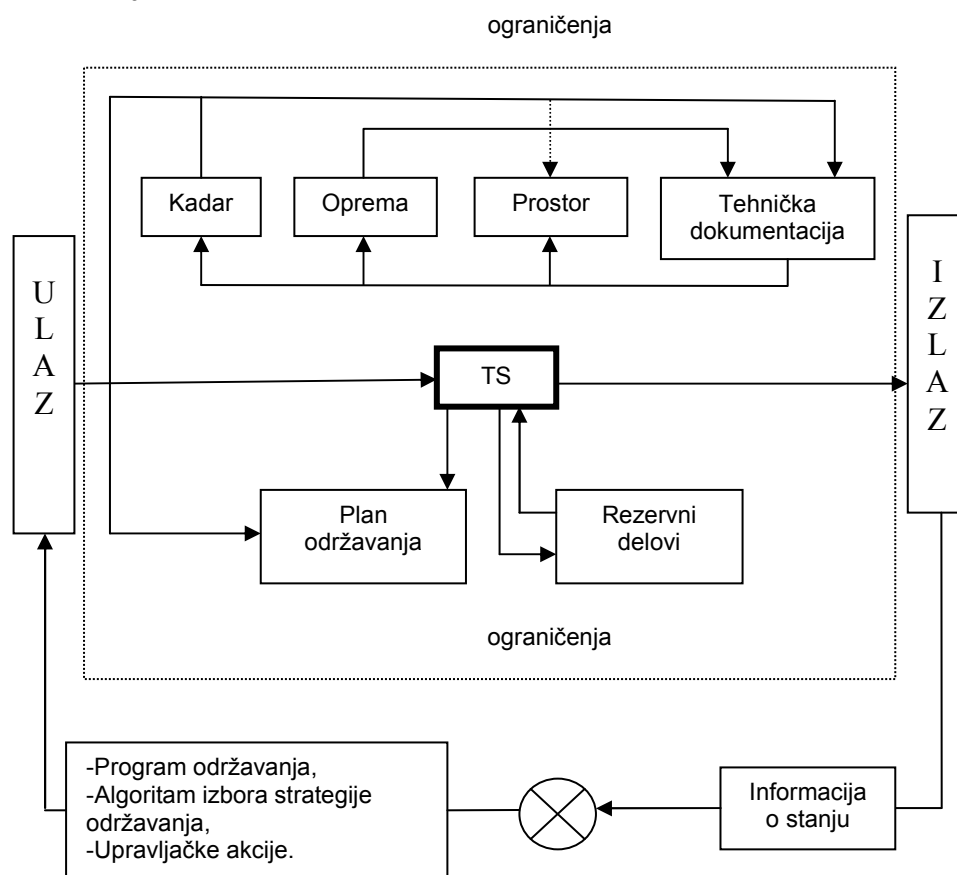 ograničenja
Kadar
Oprema
Prostor
Tehnička
dokumentacija
U
L
A
Z
I
Z
L
A
Z
TS
Plan
održavanja
Rezervni
delovi
ograničenja
-Program održavanja,
-Algoritam izbora strategije
održavanja,
-Upravljačke akcije.
Informacija
o stanju